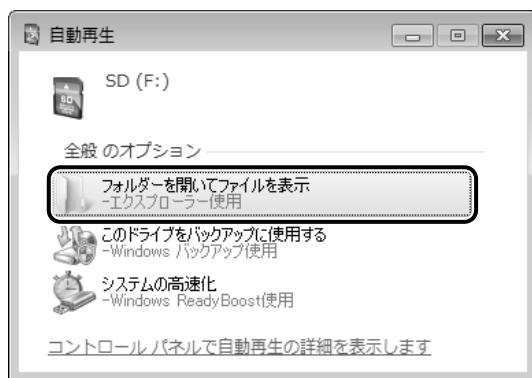 自動再生
SD (F:)
SD
全般 のオプション
フォルダーを開いてファイルを表示
-エクスプローラー使用
このドライブをバックアップに使用する
-Windows バックアップ使用
システムの高速化
-Windows ReadyBoost使用
コントロール パネルで自動再生の詳細を表示します